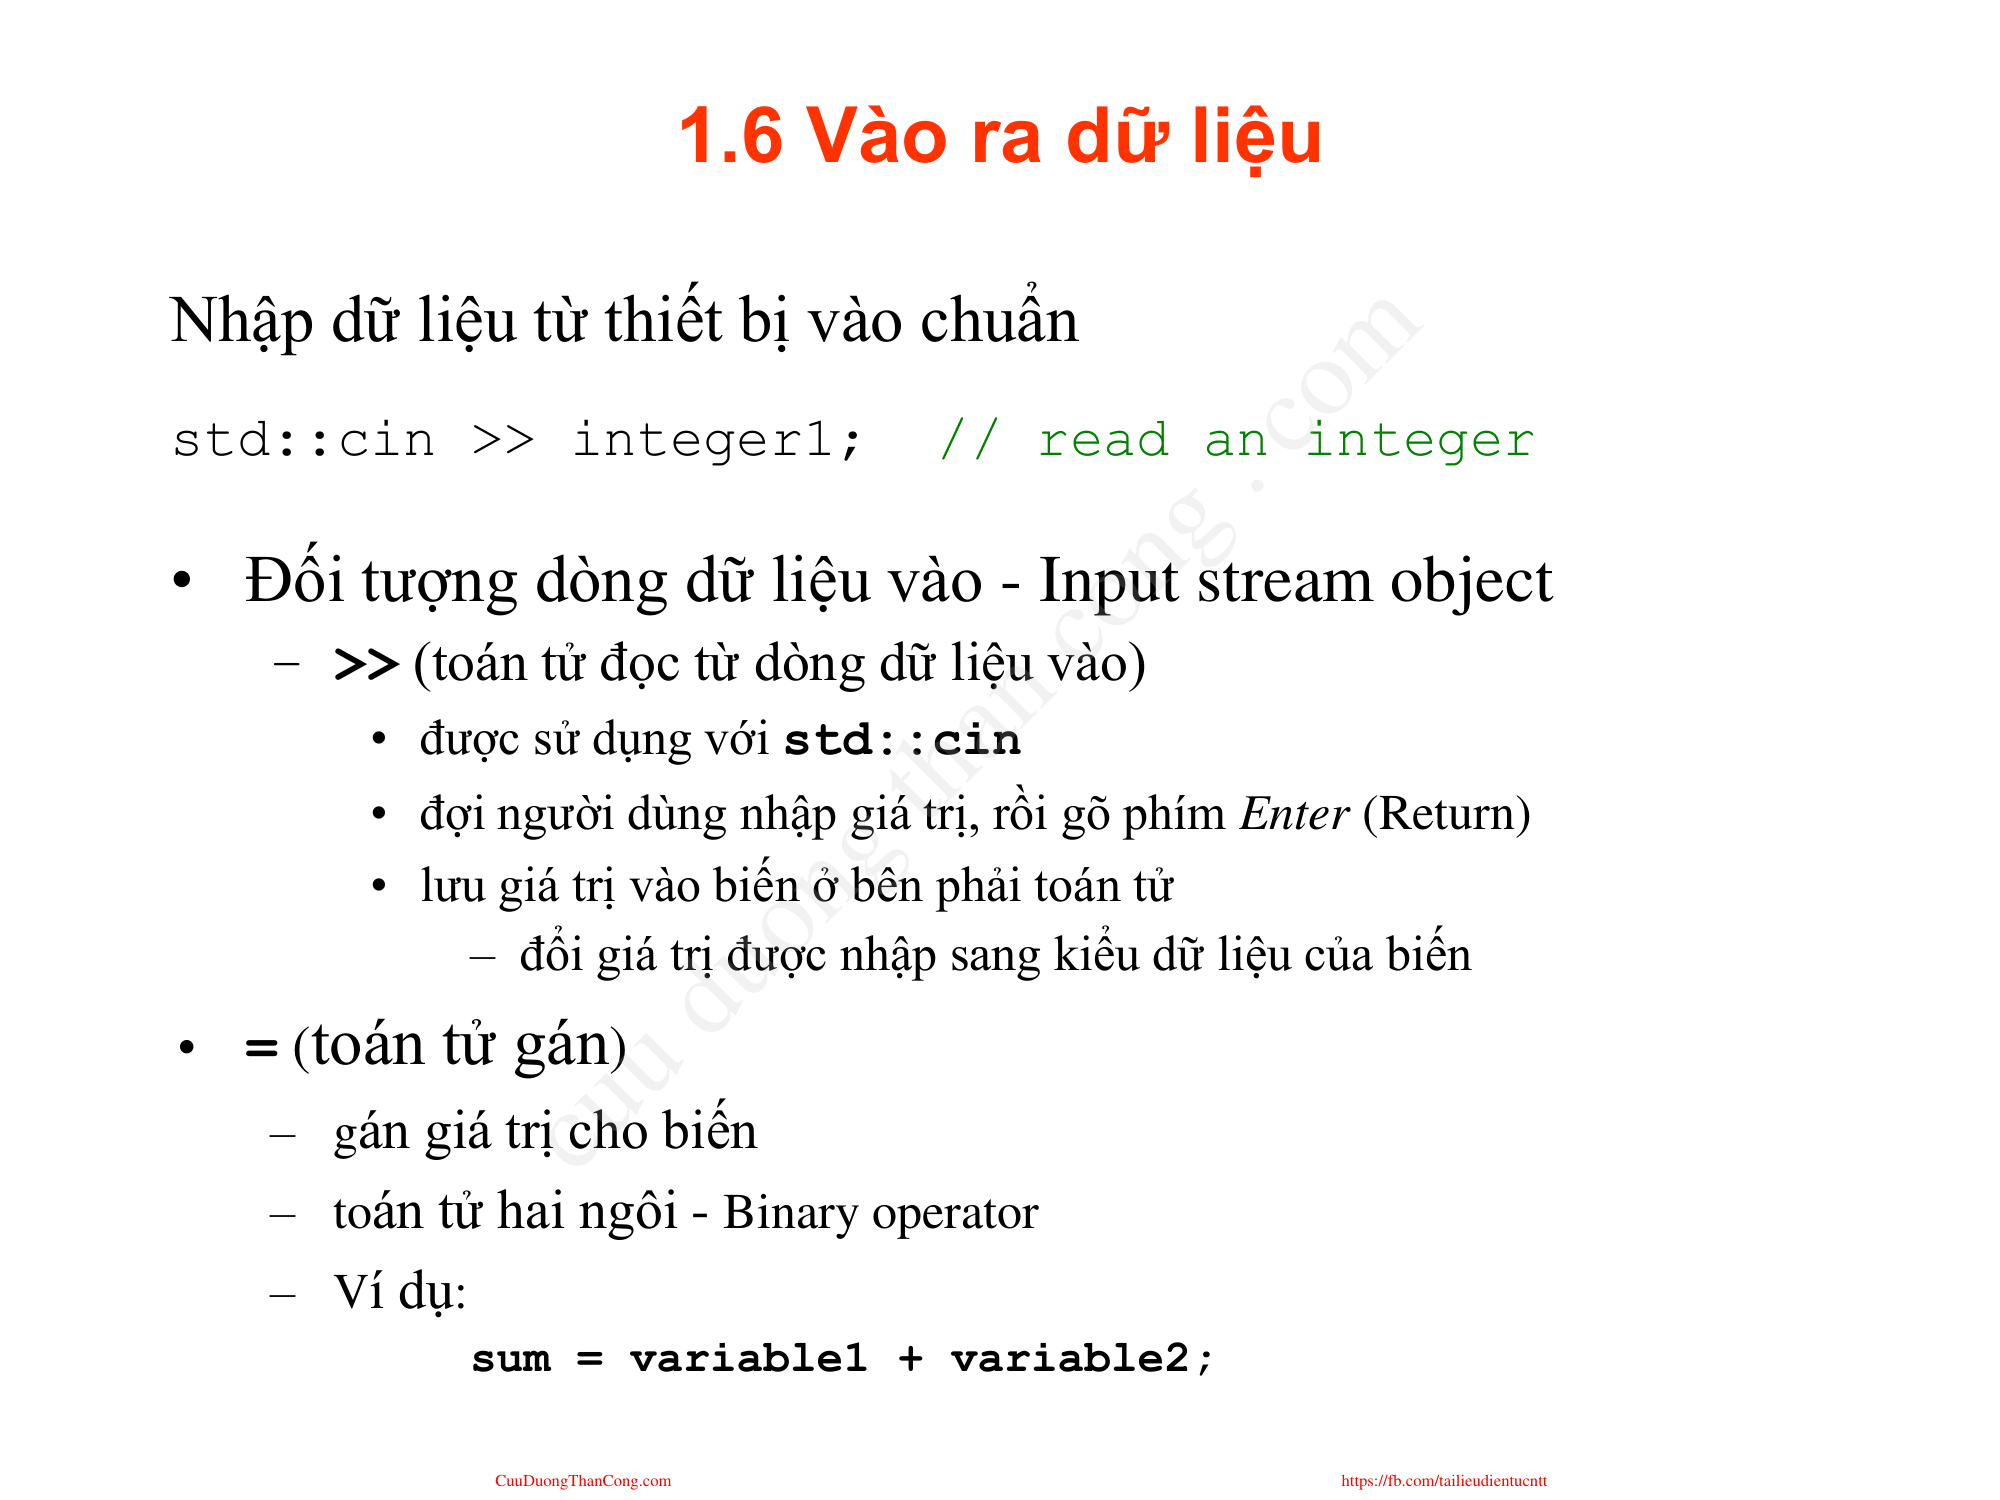 1.6 Vào ra dữ liệu
Nhập dữ liệu từ thiết bị vào chuẩn
std::cin >> integer1;  // read an integer
• Đối tượng dòng dữ liệu vào - Input stream object
– >> (toán tử đọc từ dòng dữ liệu vào)
• được sử dụng với std::cin
• đợi người dùng nhập giá trị, rồi gõ phím Enter (Return)
• lưu giá trị vào biến ở bên phải toán tử
– đổi giá trị được nhập sang kiểu dữ liệu của biến
• = (toán tử gán)
– gán giá trị cho biến
– toán tử hai ngôi - Binary operator
– Ví dụ:
sum = variable1 + variable2;
cuu duong than cong . com
CuuDuongThanCong.com
https://fb.com/tailieudientucntt